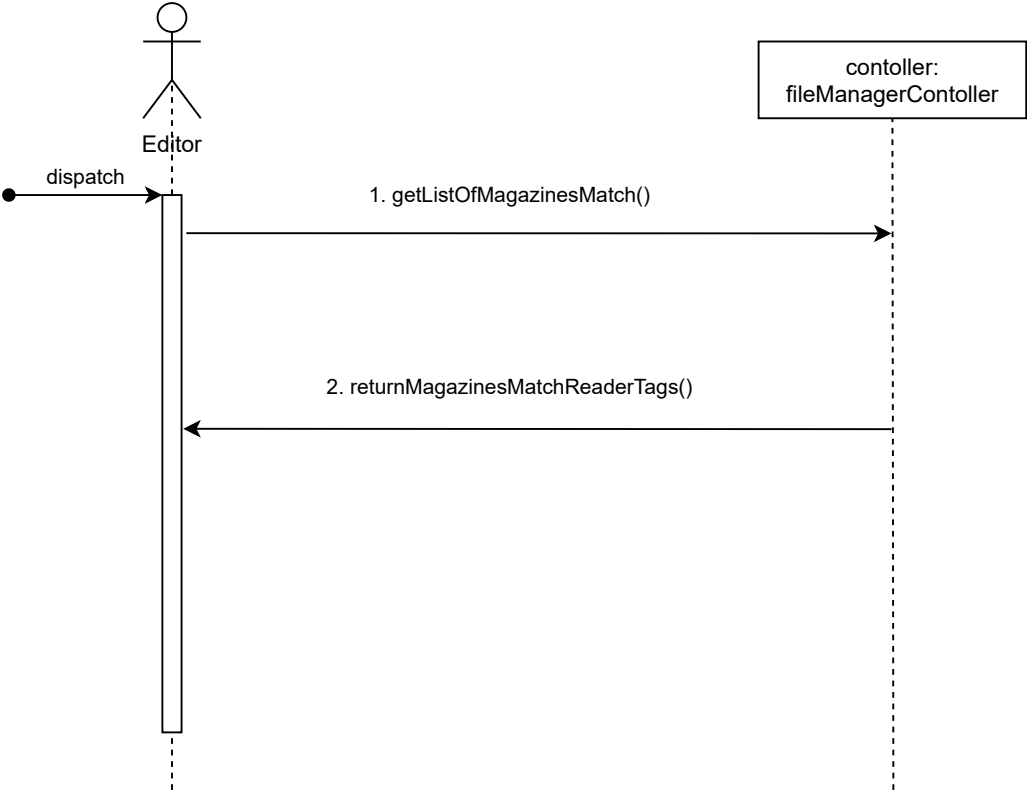 contoller:
fileManagerContoller
Editor
dispatch
1. getListOfMagazinesMatch()
2. returnMagazinesMatchReaderTags()